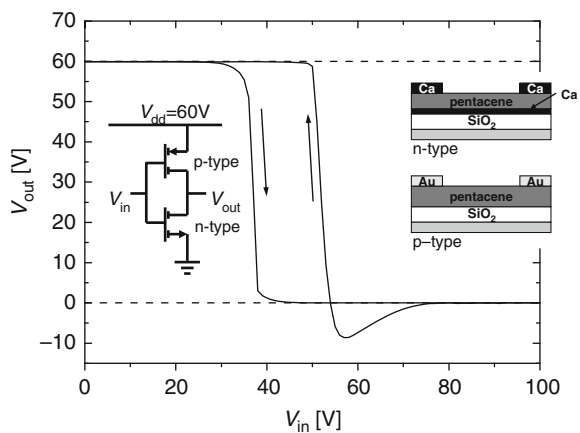 60
50
40
30
20
10
0
−10
V_out [V]
0
20
40
60
80
100
V_in [V]
V_dd=60V
p-type
V_in
V_out
n-type
Ca
Ca
Ca
pentacene
SiO₂
n-type
Au
Au
pentacene
SiO₂
p–type